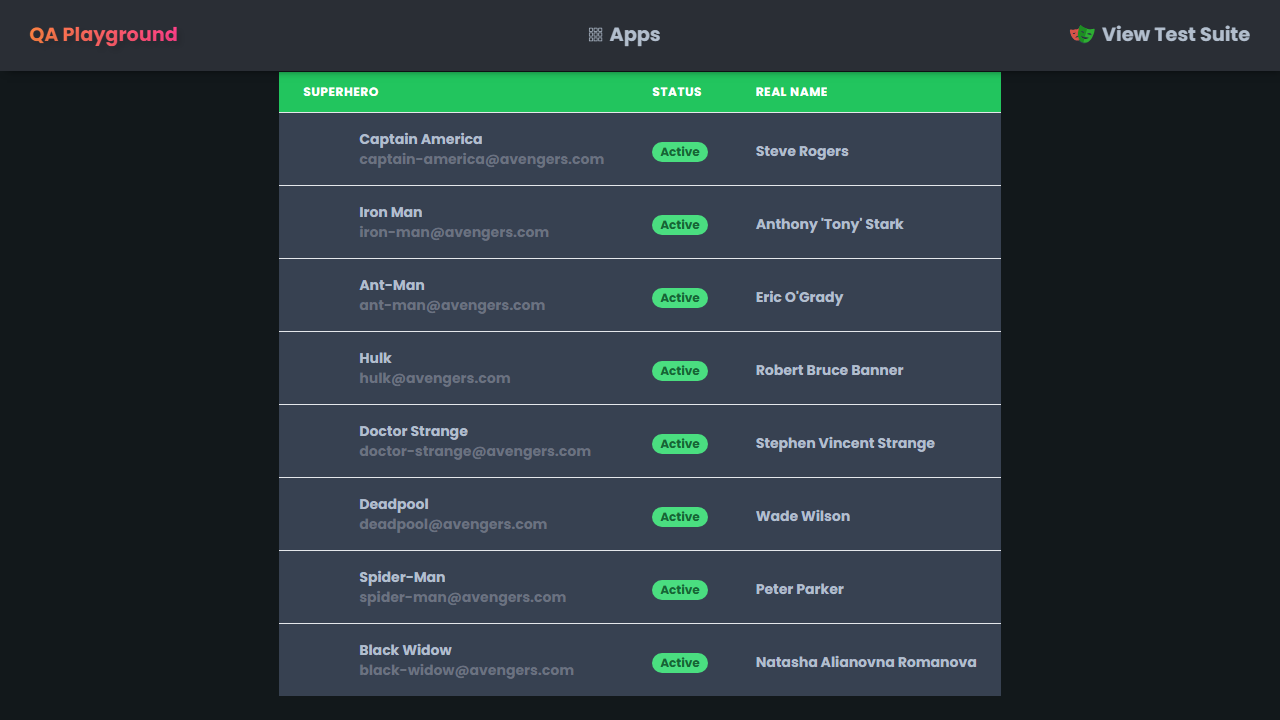 QA Playground
Apps
View Test Suite
SUPERHERO STATUS REAL NAME
Captain America
captain-america@avengers.com
Active
Steve Rogers
Iron Man
iron-man@avengers.com
Active
Anthony 'Tony' Stark
Ant-Man
ant-man@avengers.com
Active
Eric O'Grady
Hulk
hulk@avengers.com
Active
Robert Bruce Banner
Doctor Strange
doctor-strange@avengers.com
Active
Stephen Vincent Strange
Deadpool
deadpool@avengers.com
Active
Wade Wilson
Spider-Man
spider-man@avengers.com
Active
Peter Parker
Black Widow
black-widow@avengers.com
Active
Natasha Alianovna Romanova